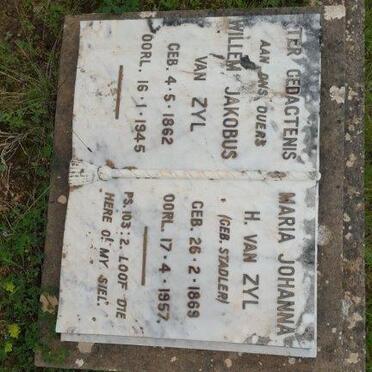 TER GEDACTENIS
AAN ONS OUERS
WILLEM JAKOBUS
VAN ZYL
GEB. 4·5·1862
OORL. 16·1·1945
MARIA JOHANNA
H. VAN ZYL
(GEB. STADLER)
GEB. 26·2·1869
OORL. 17·4·1957.
PS. 103:2. LOOF DIE
HERE O! MY SIEL."